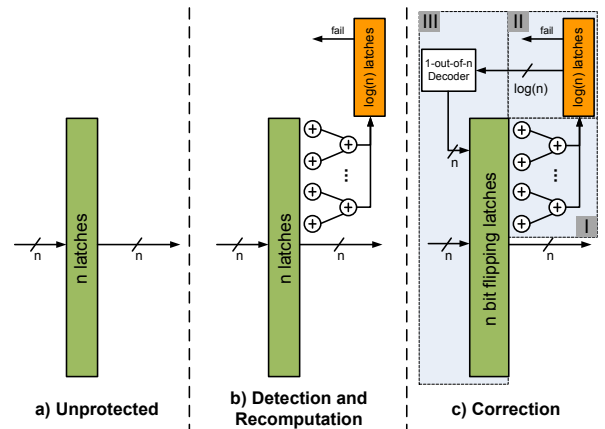 n latches
n
n
a) Unprotected
fail
log(n) latches
...
n latches
n
n
b) Detection and
Recomputation
III
II
fail
1-out-of-n
Decoder
log(n)
log(n) latches
n
...
I
n bit flipping latches
n
n
c) Correction